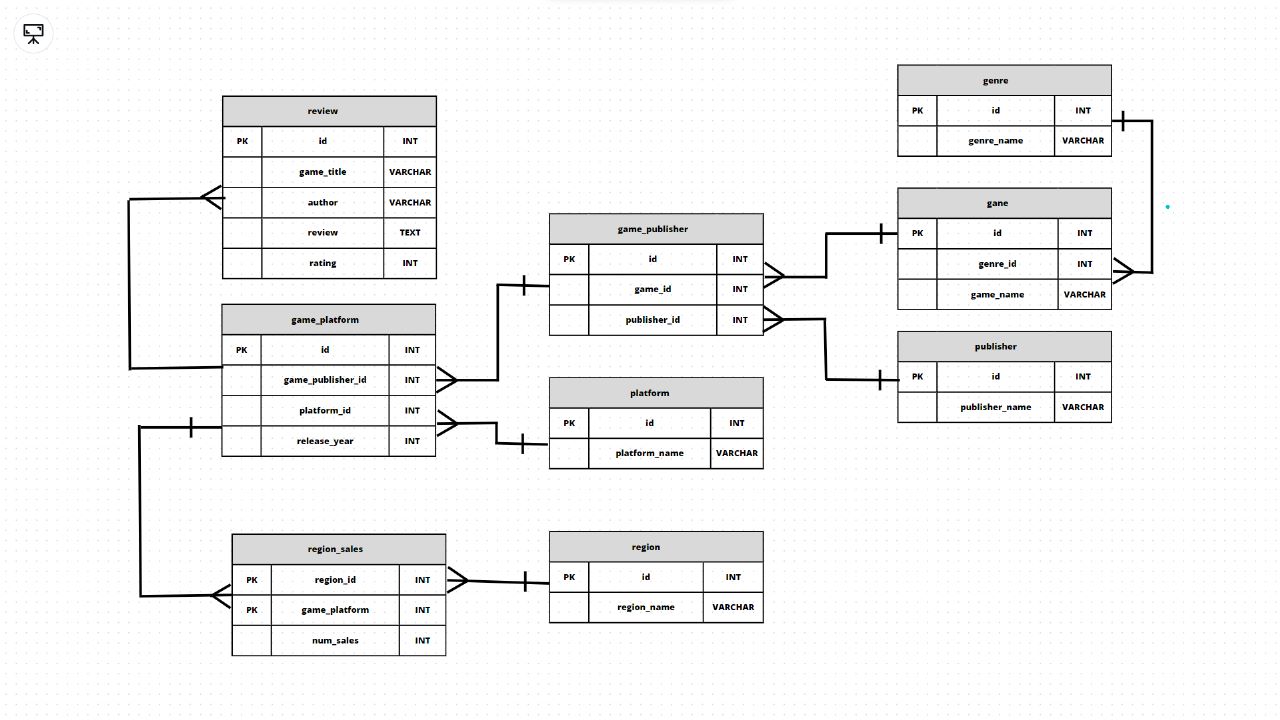 review
PK id INT
game_title VARCHAR
author VARCHAR
review TEXT
rating INT
game_platform
PK id INT
game_publisher_id INT
platform_id INT
release_year INT
region_sales
PK region_id INT
PK game_platform INT
num_sales INT
game_publisher
PK id INT
game_id INT
publisher_id INT
platform
PK id INT
platform_name VARCHAR
region
PK id INT
region_name VARCHAR
genre
PK id INT
genre_name VARCHAR
gane
PK id INT
genre_id INT
game_name VARCHAR
publisher
PK id INT
publisher_name VARCHAR